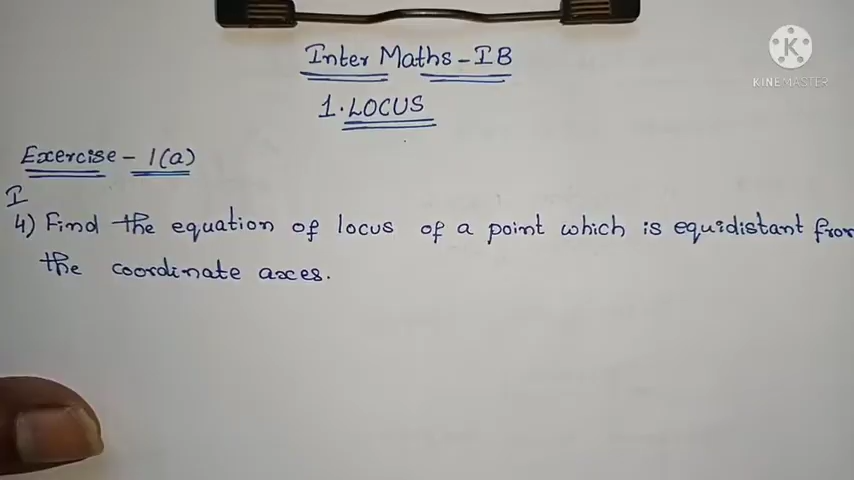 Inter Maths - IB
K
KINEMASTER
1. LOCUS
Exercise - 1(a)
I
4) Find the equation of locus of a point which is equidistant from
the coordinate axes.